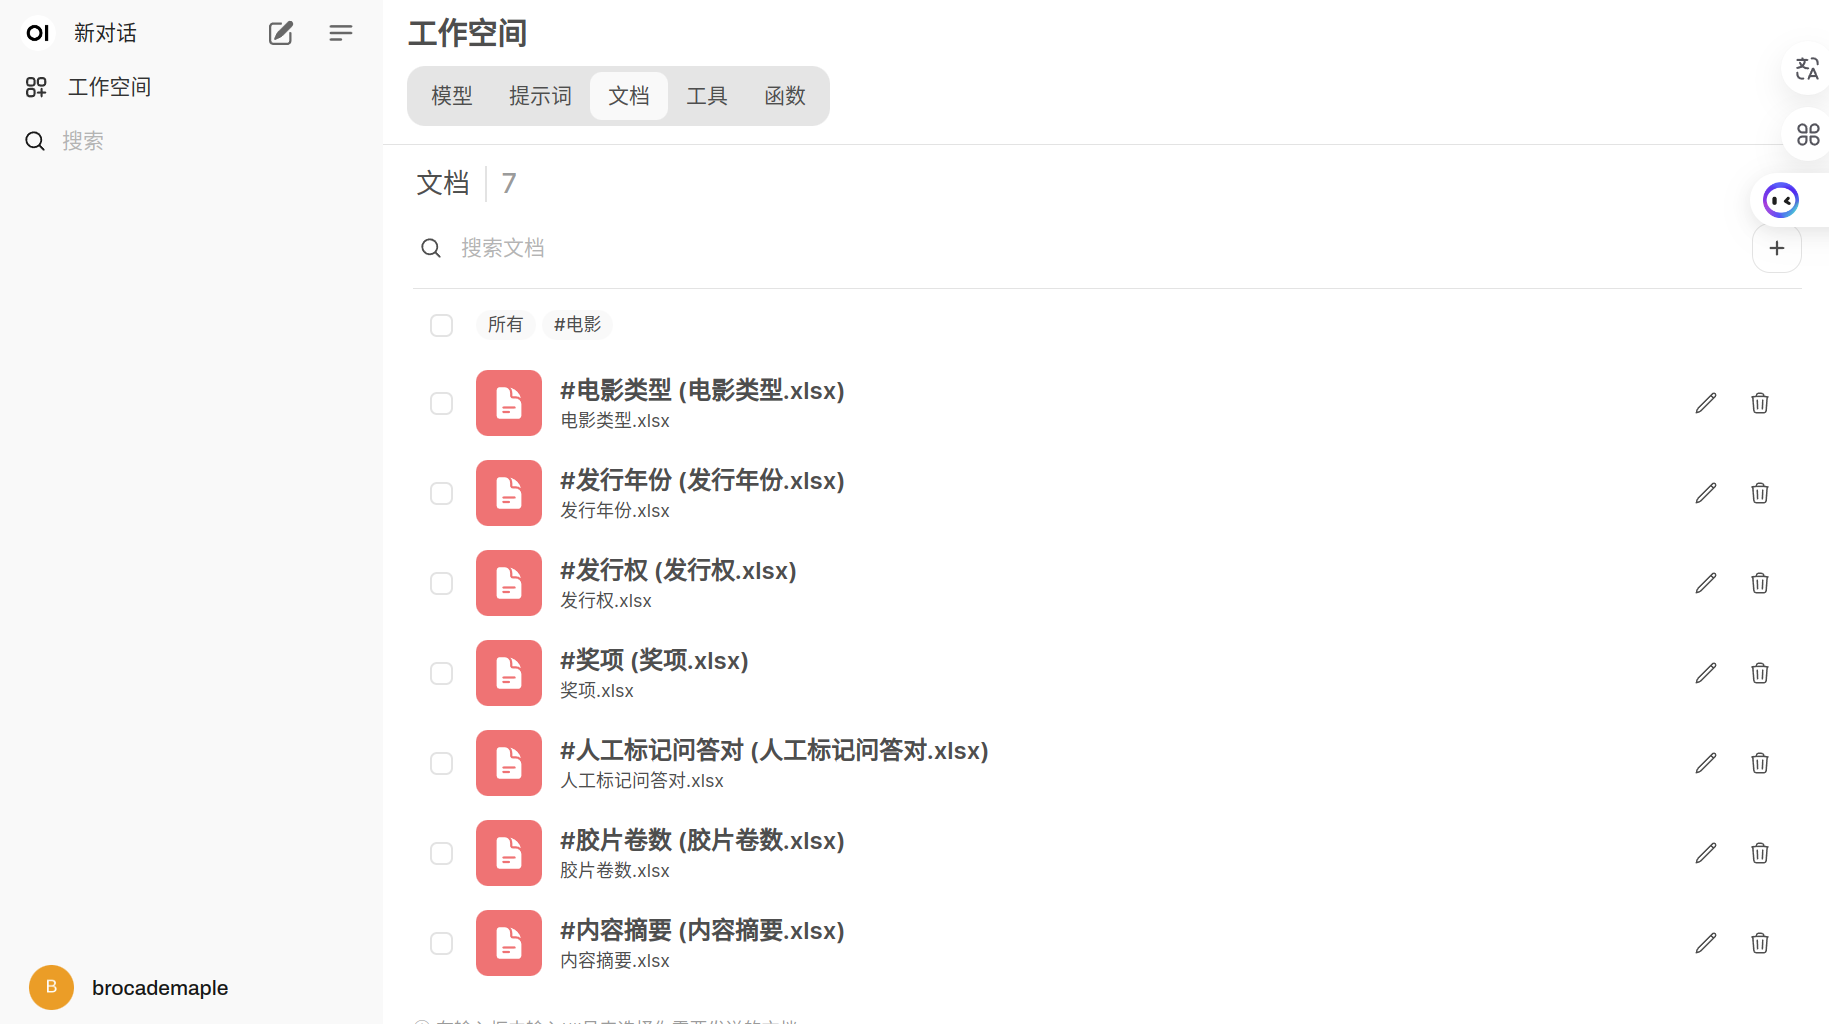 OI 新对话
工作空间
搜索
工作空间
模型 提示词 文档 工具 函数
文档 7
搜索文档
所有 #电影
#电影类型 (电影类型.xlsx)
电影类型.xlsx
#发行年份 (发行年份.xlsx)
发行年份.xlsx
#发行权 (发行权.xlsx)
发行权.xlsx
#奖项 (奖项.xlsx)
奖项.xlsx
#人工标记问答对 (人工标记问答对.xlsx)
人工标记问答对.xlsx
#胶片卷数 (胶片卷数.xlsx)
胶片卷数.xlsx
#内容摘要 (内容摘要.xlsx)
内容摘要.xlsx
B brocademaple